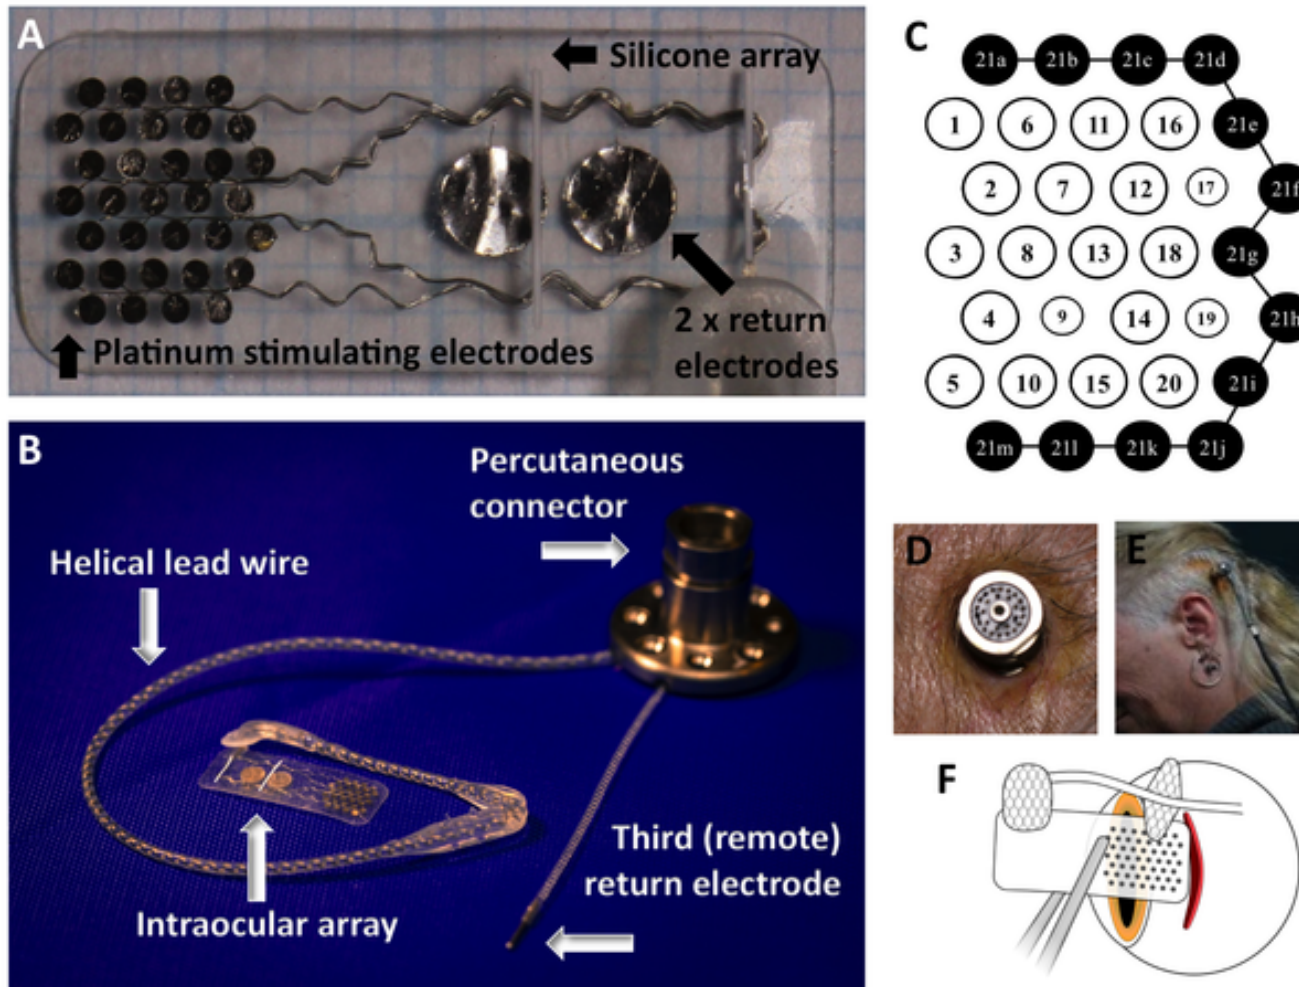 A
Silicone array
2 x return
electrodes
Platinum stimulating electrodes
B
Percutaneous
connector
Helical lead wire
Third (remote)
return electrode
Intraocular array
C
21a 21b 21c 21d
1 6 11 16 21e
2 7 12 17 21f
3 8 13 18 21g
4 9 14 19 21h
5 10 15 20 21i
21m 21l 21k 21j
D
E
F